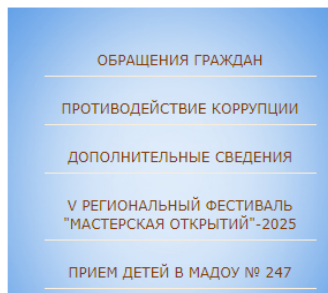 ОБРАЩЕНИЯ ГРАЖДАН
ПРОТИВОДЕЙСТВИЕ КОРРУПЦИИ
ДОПОЛНИТЕЛЬНЫЕ СВЕДЕНИЯ
V РЕГИОНАЛЬНЫЙ ФЕСТИВАЛЬ
"МАСТЕРСКАЯ ОТКРЫТИЙ"-2025
ПРИЕМ ДЕТЕЙ В МАДОУ № 247